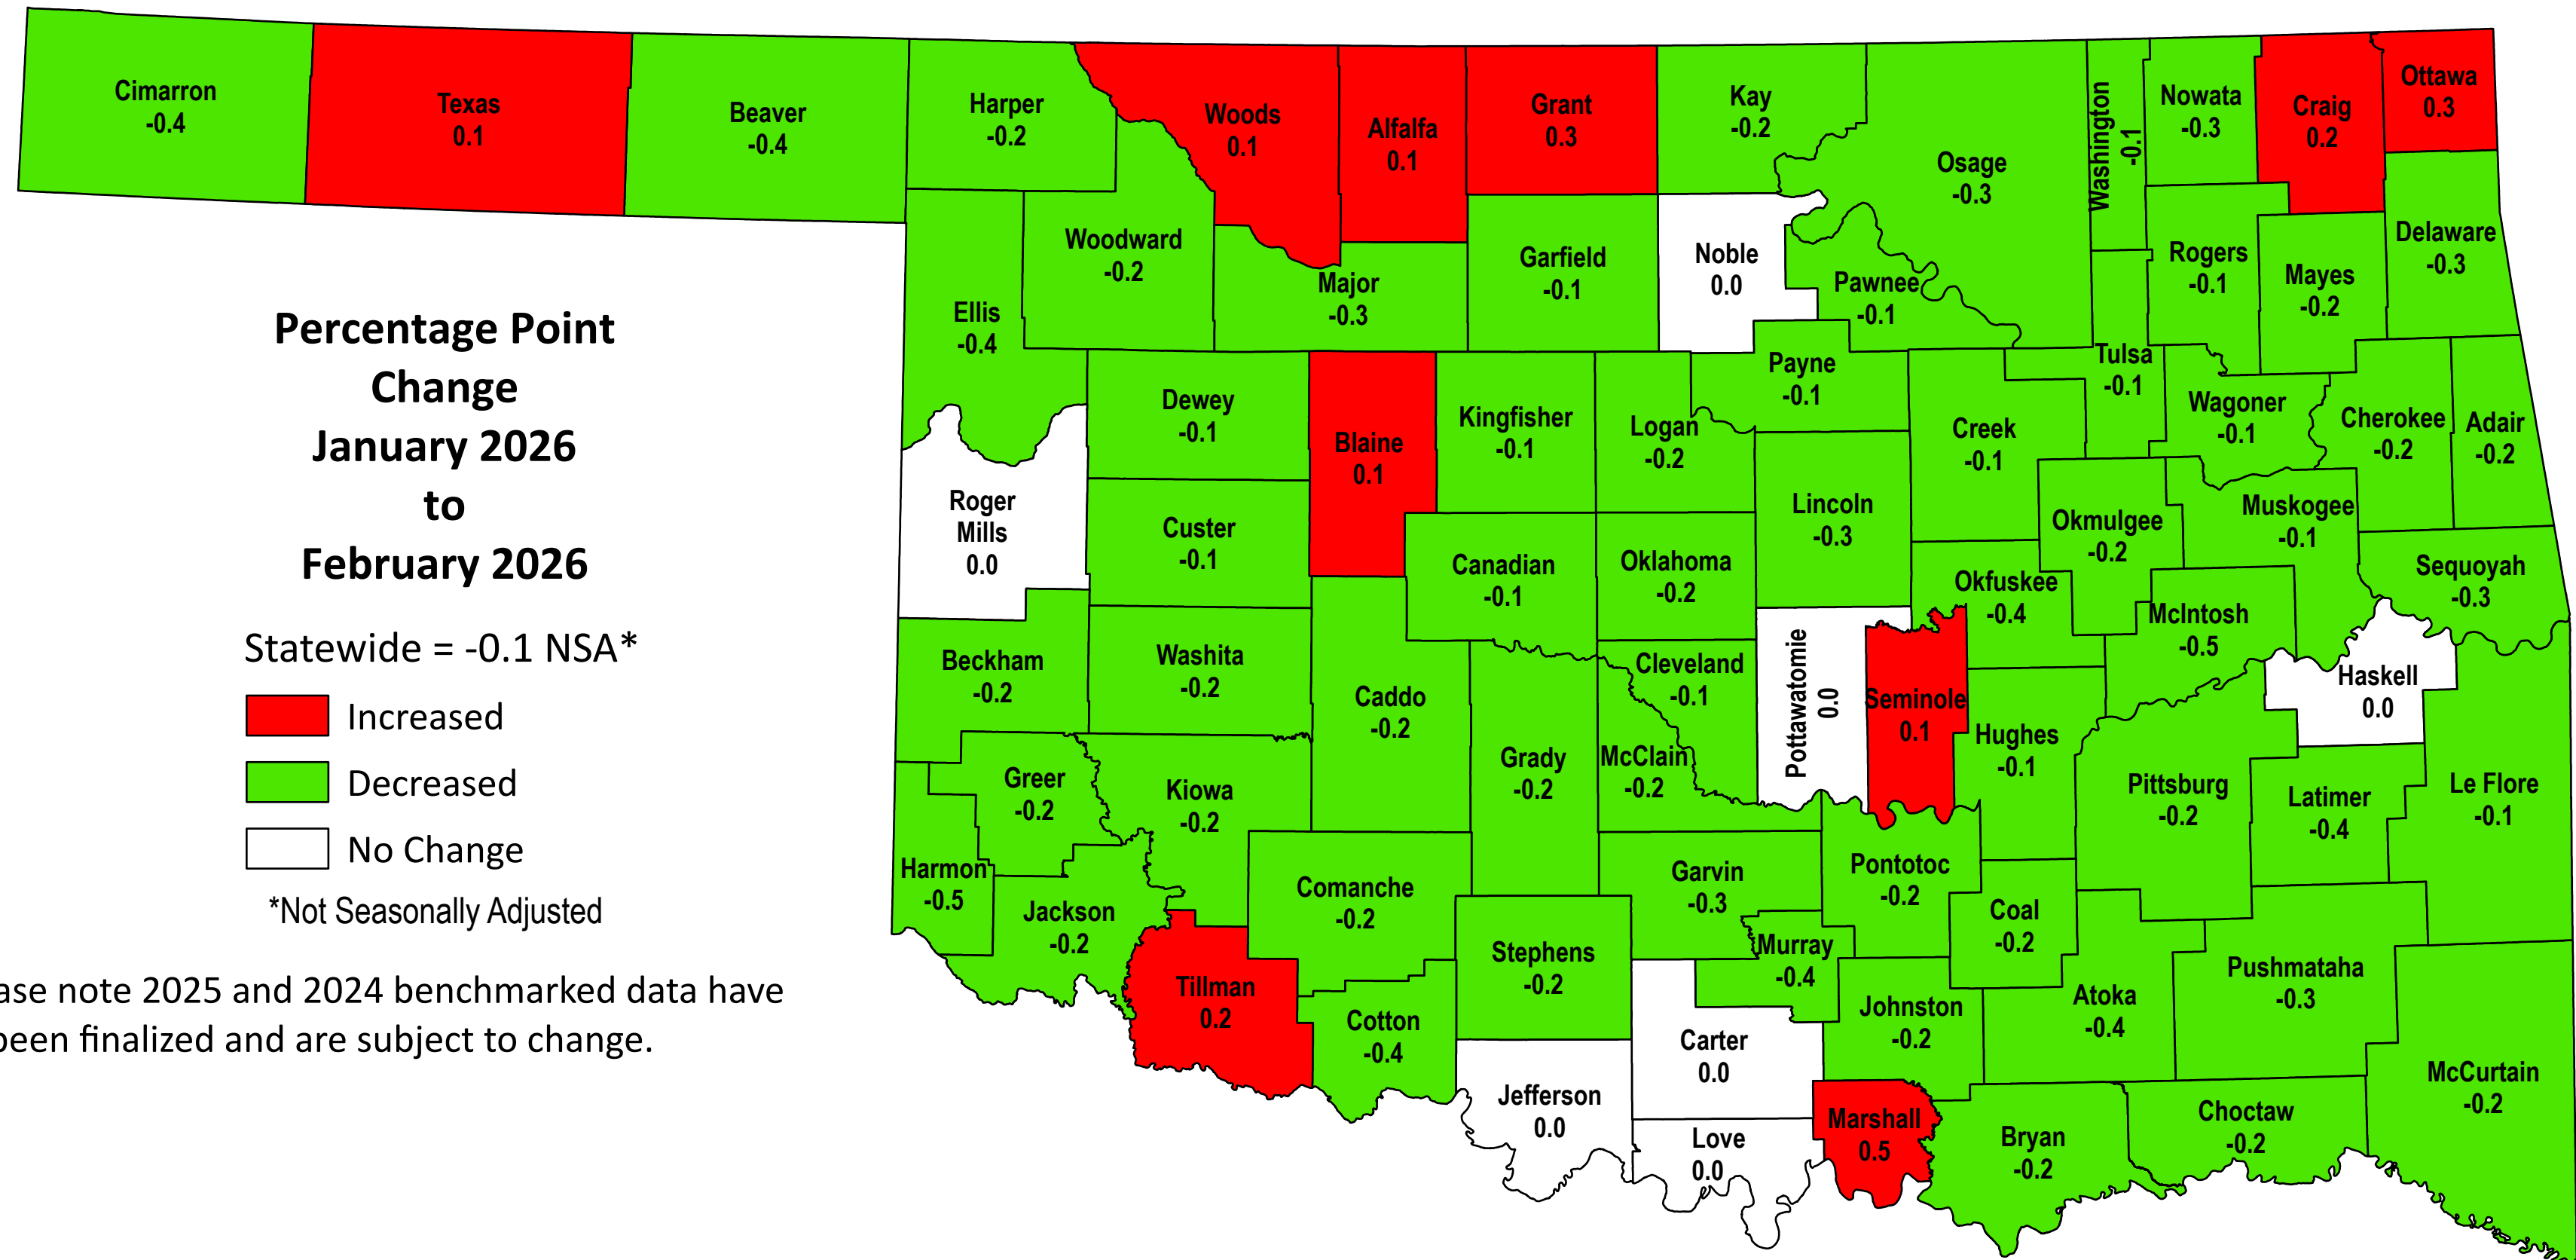 Cimarron
-0.4
Texas
0.1
Beaver
-0.4
Harper
-0.2
Woods
0.1
Alfalfa
0.1
Grant
0.3
Kay
-0.2
Osage
-0.3
Washington
-0.1
Nowata
-0.3
Craig
0.2
Ottawa
0.3
Woodward
-0.2
Ellis
-0.4
Major
-0.3
Garfield
-0.1
Noble
0.0
Pawnee
-0.1
Rogers
-0.1
Mayes
-0.2
Delaware
-0.3
Percentage Point
Change
January 2026
to
February 2026
Statewide = -0.1 NSA*
Increased
Decreased
No Change
*Not Seasonally Adjusted
ase note 2025 and 2024 benchmarked data have
been finalized and are subject to change.
Dewey
-0.1
Blaine
0.1
Kingfisher
-0.1
Logan
-0.2
Payne
-0.1
Creek
-0.1
Tulsa
-0.1
Wagoner
-0.1
Cherokee
-0.2
Adair
-0.2
Roger
Mills
0.0
Custer
-0.1
Canadian
-0.1
Oklahoma
-0.2
Lincoln
-0.3
Okmulgee
-0.2
Muskogee
-0.1
Okfuskee
-0.4
McIntosh
-0.5
Sequoyah
-0.3
Beckham
-0.2
Washita
-0.2
Caddo
-0.2
Grady
-0.2
McClain
-0.2
Cleveland
-0.1
Pottawatomie
0.0
Seminole
0.1
Hughes
-0.1
Pittsburg
-0.2
Haskell
0.0
Latimer
-0.4
Le Flore
-0.1
Greer
-0.2
Kiowa
-0.2
Harmon
-0.5
Jackson
-0.2
Comanche
-0.2
Garvin
-0.3
Pontotoc
-0.2
Coal
-0.2
Tillman
0.2
Cotton
-0.4
Stephens
-0.2
Murray
-0.4
Johnston
-0.2
Atoka
-0.4
Pushmataha
-0.3
Carter
0.0
Jefferson
0.0
Love
0.0
Marshall
0.5
Bryan
-0.2
Choctaw
-0.2
McCurtain
-0.2